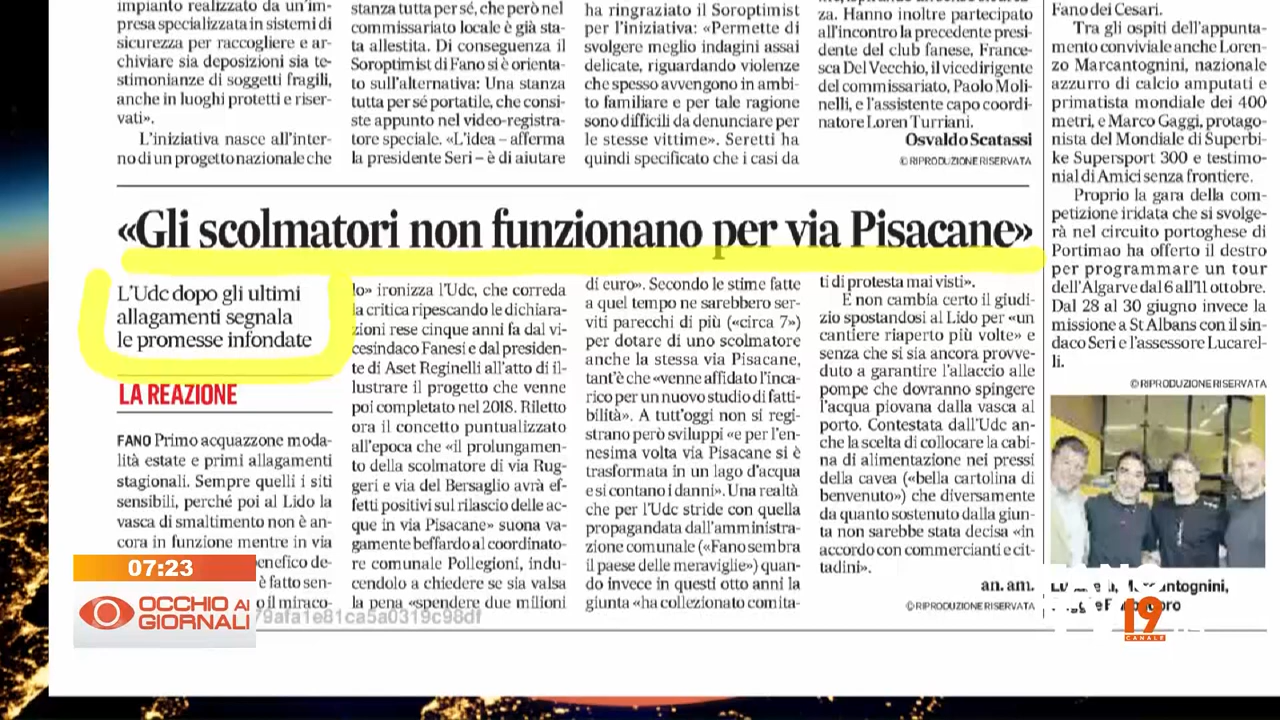 impianto realizzato da un'im-
presa specializzata in sistemi di
sicurezza per raccogliere e ar-
chiviare sia deposizioni sia te-
stimonianze di soggetti fragili,
anche in luoghi protetti e riser-
vati».
L'iniziativa nasce all'inter-
no di un progetto nazionale che
stanza tutta per sé, che però nel
commissariato locale è già sta-
ta allestita. Di conseguenza il
Soroptimist di Fano si è orienta-
to sull'alternativa: Una stanza
tutta per sé portatile, che consi-
ste appunto nel video-registra-
tore speciale. «L'idea – afferma
la presidente Seri – è di aiutare
ha ringraziato il Soroptimist
per l'iniziativa: «Permette di
svolgere meglio indagini assai
delicate, riguardando violenze
che spesso avvengono in ambi-
to familiare e per tale ragione
sono difficili da denunciare per
le stesse vittime». Seretti ha
quindi specificato che i casi da
za. Hanno inoltre partecipato
all'incontro la precedente presi-
dente del club fanese, France-
sca Del Vecchio, il vicedirigente
del commissariato, Paolo Moli-
nelli, e l'assistente capo coordi-
natore Loren Turriani.
Osvaldo Scatassi
© RIPRODUZIONE RISERVATA
Fano dei Cesari.
Tra gli ospiti dell'appunta-
mento conviviale anche Loren-
zo Marcantognini, nazionale
azzurro di calcio amputati e
primatista mondiale dei 400
metri, e Marco Gaggi, protago-
nista del Mondiale di Superbi-
ke Supersport 300 e testimo-
nial di Amici senza frontiere.
Proprio la gara della com-
petizione iridata che si svolge-
rà nel circuito portoghese di
Portimao ha offerto il destro
per programmare un tour
dell'Algarve dal 6 all'11 ottobre.
Dal 28 al 30 giugno invece la
missione a St Albans con il sin-
daco Seri e l'assessore Lucarel-
li.
© RIPRODUZIONE RISERVATA
«Gli scolmatori non funzionano per via Pisacane»
L'Udc dopo gli ultimi
allagamenti segnala
le promesse infondate
LA REAZIONE
FANO Primo acquazzone moda-
lità estate e primi allagamenti
stagionali. Sempre quelli i siti
sensibili, perché poi al Lido la
vasca di smaltimento non è an-
cora in funzione mentre in via
enefico de-
è fatto sen-
o il miraco-
lo» ironizza l'Udc, che correda
la critica ripescando le dichiara-
zioni rese cinque anni fa dal vi-
cesindaco Fanesi e dal presiden-
te di Aset Reginelli all'atto di il-
lustrare il progetto che venne
poi completato nel 2018. Riletto
ora il concetto puntualizzato
all'epoca che «il prolungamen-
to della scolmatore di via Rug-
geri e via del Bersaglio avrà ef-
fetti positivi sul rilascio delle ac-
que in via Pisacane» suona va-
gamente beffardo al coordinato-
re comunale Pollegioni, indu-
cendolo a chiedere se sia valsa
la pena «spendere due milioni
di euro». Secondo le stime fatte
a quel tempo ne sarebbero ser-
viti parecchi di più («circa 7»)
per dotare di uno scolmatore
anche la stessa via Pisacane,
tant'è che «venne affidato l'inca-
rico per un nuovo studio di fatti-
bilità». A tutt'oggi non si regi-
strano però sviluppi «e per l'en-
nesima volta via Pisacane si è
trasformata in un lago d'acqua
e si contano i danni». Una realtà
che per l'Udc stride con quella
propagandata dall'amministra-
zione comunale («Fano sembra
il paese delle meraviglie») quan-
do invece in questi otto anni la
giunta «ha collezionato comita-
ti di protesta mai visti».
E non cambia certo il giudi-
zio spostandosi al Lido per «un
cantiere riaperto più volte» e
senza che si sia ancora provve-
duto a garantire l'allaccio alle
pompe che dovranno spingere
l'acqua piovana dalla vasca al
porto. Contestata dall'Udc an-
che la scelta di collocare la cabi-
na di alimentazione nei pressi
della cavea («bella cartolina di
benvenuto») che diversamente
da quanto sostenuto dalla giun-
ta non sarebbe stata decisa «in
accordo con commercianti e cit-
tadini».
an. am.
© RIPRODUZIONE RISERVATA
07:23
OCCHIO AI
GIORNALI
79afa1e81ca5a0319c98df
19
CANALE